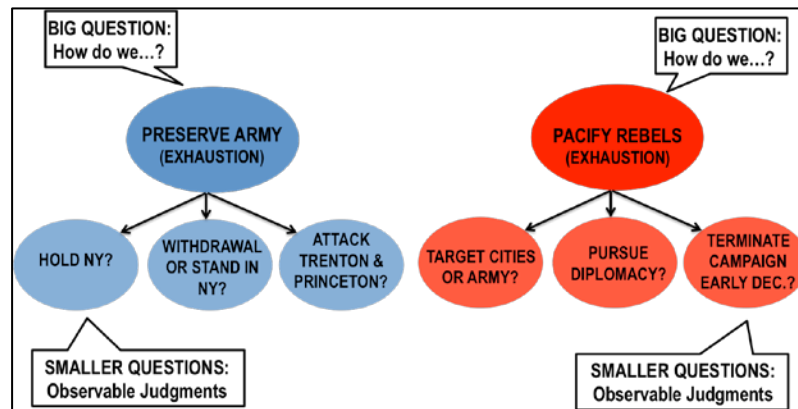 BIG QUESTION:
How do we…?
PRESERVE ARMY
(EXHAUSTION)
HOLD NY?
WITHDRAWAL
OR STAND IN
NY?
ATTACK
TRENTON &
PRINCETON?
SMALLER QUESTIONS:
Observable Judgments
BIG QUESTION:
How do we…?
PACIFY REBELS
(EXHAUSTION)
TARGET CITIES
OR ARMY?
PURSUE
DIPLOMACY?
TERMINATE
CAMPAIGN
EARLY DEC.?
SMALLER QUESTIONS:
Observable Judgments